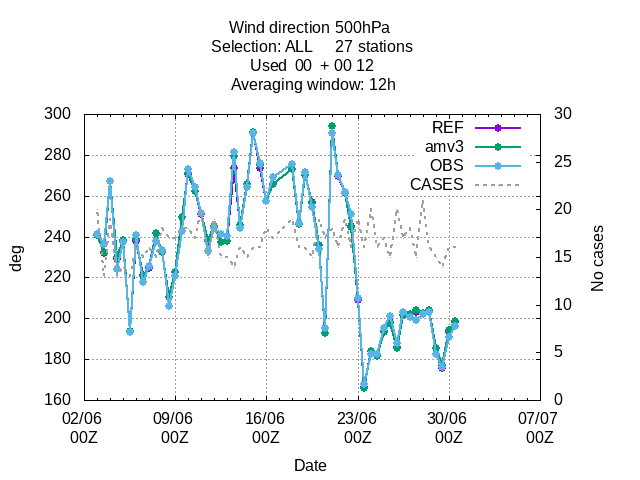 Wind direction 500hPa
Selection: ALL 27 stations
Used 00 + 00 12
Averaging window: 12h
REF
amv3
OBS
CASES
300
280
260
240
220
200
180
160
deg
30
25
20
15
10
5
0
No cases
02/06 09/06 16/06 23/06 30/06 07/07
00Z 00Z 00Z 00Z 00Z 00Z
Date